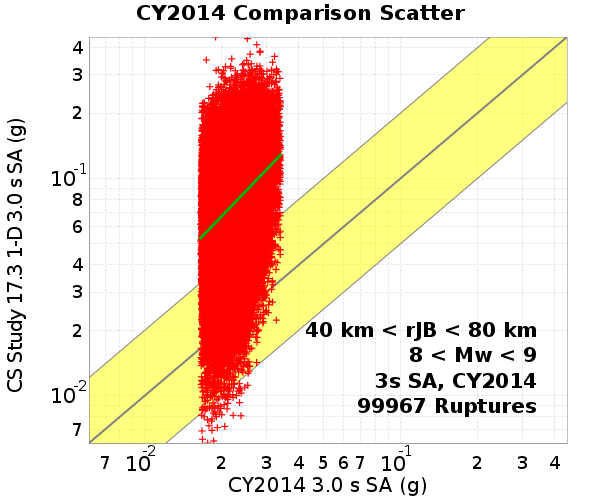 CY2014 Comparison Scatter
CS Study 17.3 1-D 3.0 s SA (g)
4
3
2
10^-1
8
6
4
3
2
10^-2
7
40 km < rJB < 80 km
8 < Mw < 9
3s SA, CY2014
99967 Ruptures
7 10^-2 2 3 4 5 6 7 10^-1 2 3 4
CY2014 3.0 s SA (g)